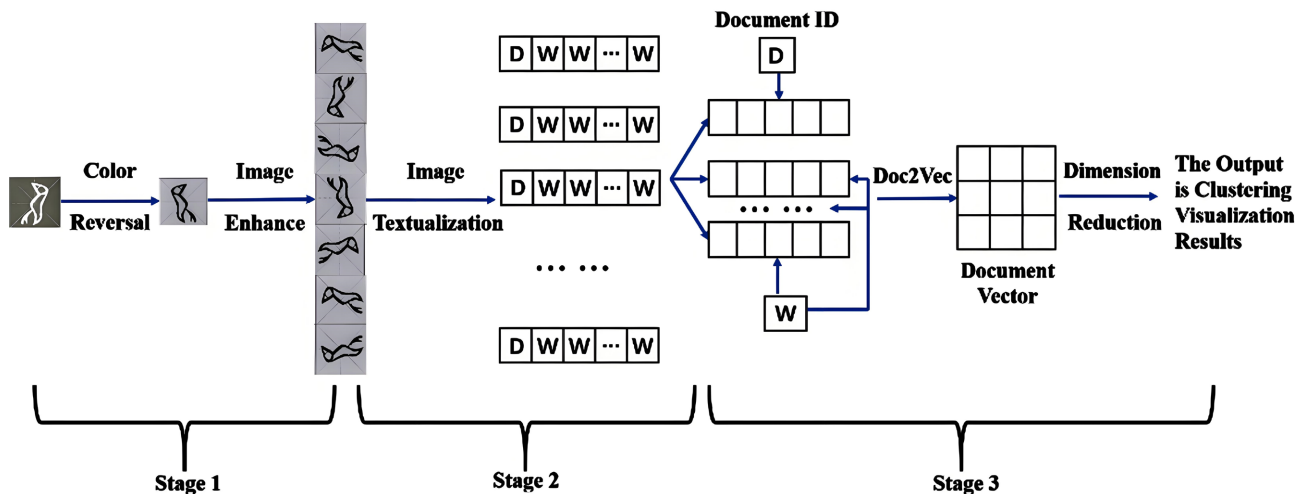 Document ID
D
D W W ... W
D W W ... W
Color
Reversal
Image
Enhance
Image
Textualization
D W W ... W
... ...
D W W ... W
... ...
W
Doc2Vec
Document
Vector
Dimension
Reduction
The Output
is Clustering
Visualization
Results
Stage 1
Stage 2
Stage 3